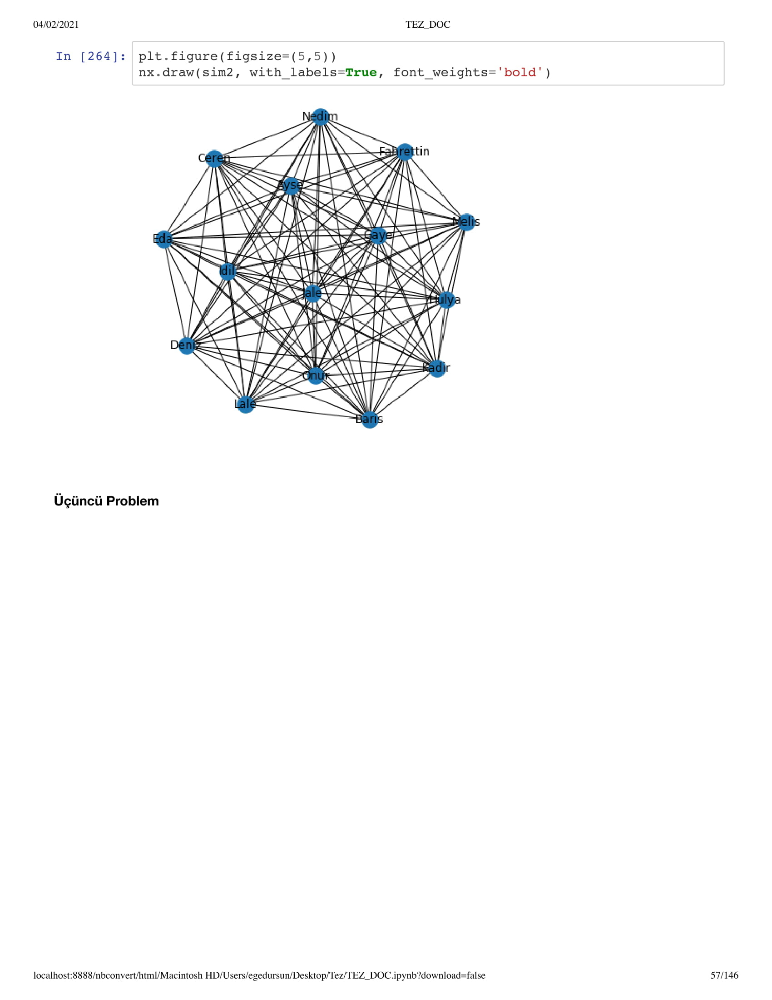 04/02/2021
TEZ_DOC
In [264]:
plt.figure(figsize=(5,5))
nx.draw(sim2, with_labels=True, font_weights='bold')
Nedim
Fahrettin
Ceren
Ayse
Melis
Gaye
Eda
Idil
Jale
Hulya
Deniz
Kadir
Onur
Lale
Baris
Üçüncü Problem
localhost:8888/nbconvert/html/Macintosh HD/Users/egedursun/Desktop/Tez/TEZ_DOC.ipynb?download=false
57/146